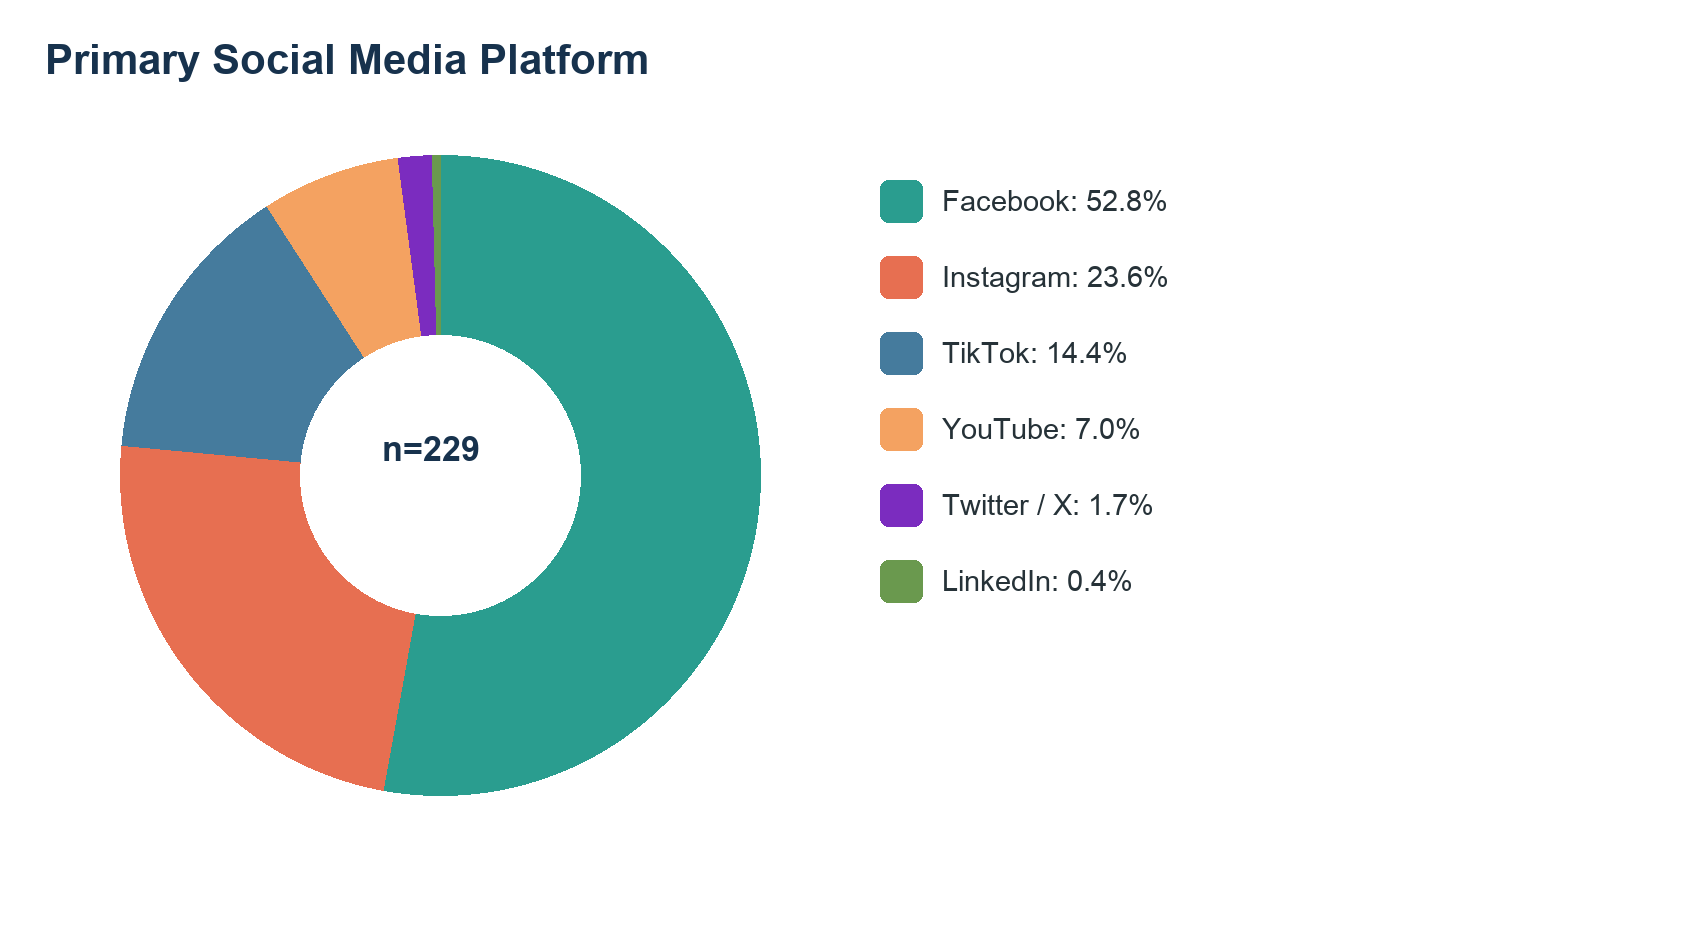 Primary Social Media Platform
n=229
Facebook: 52.8%
Instagram: 23.6%
TikTok: 14.4%
YouTube: 7.0%
Twitter / X: 1.7%
LinkedIn: 0.4%